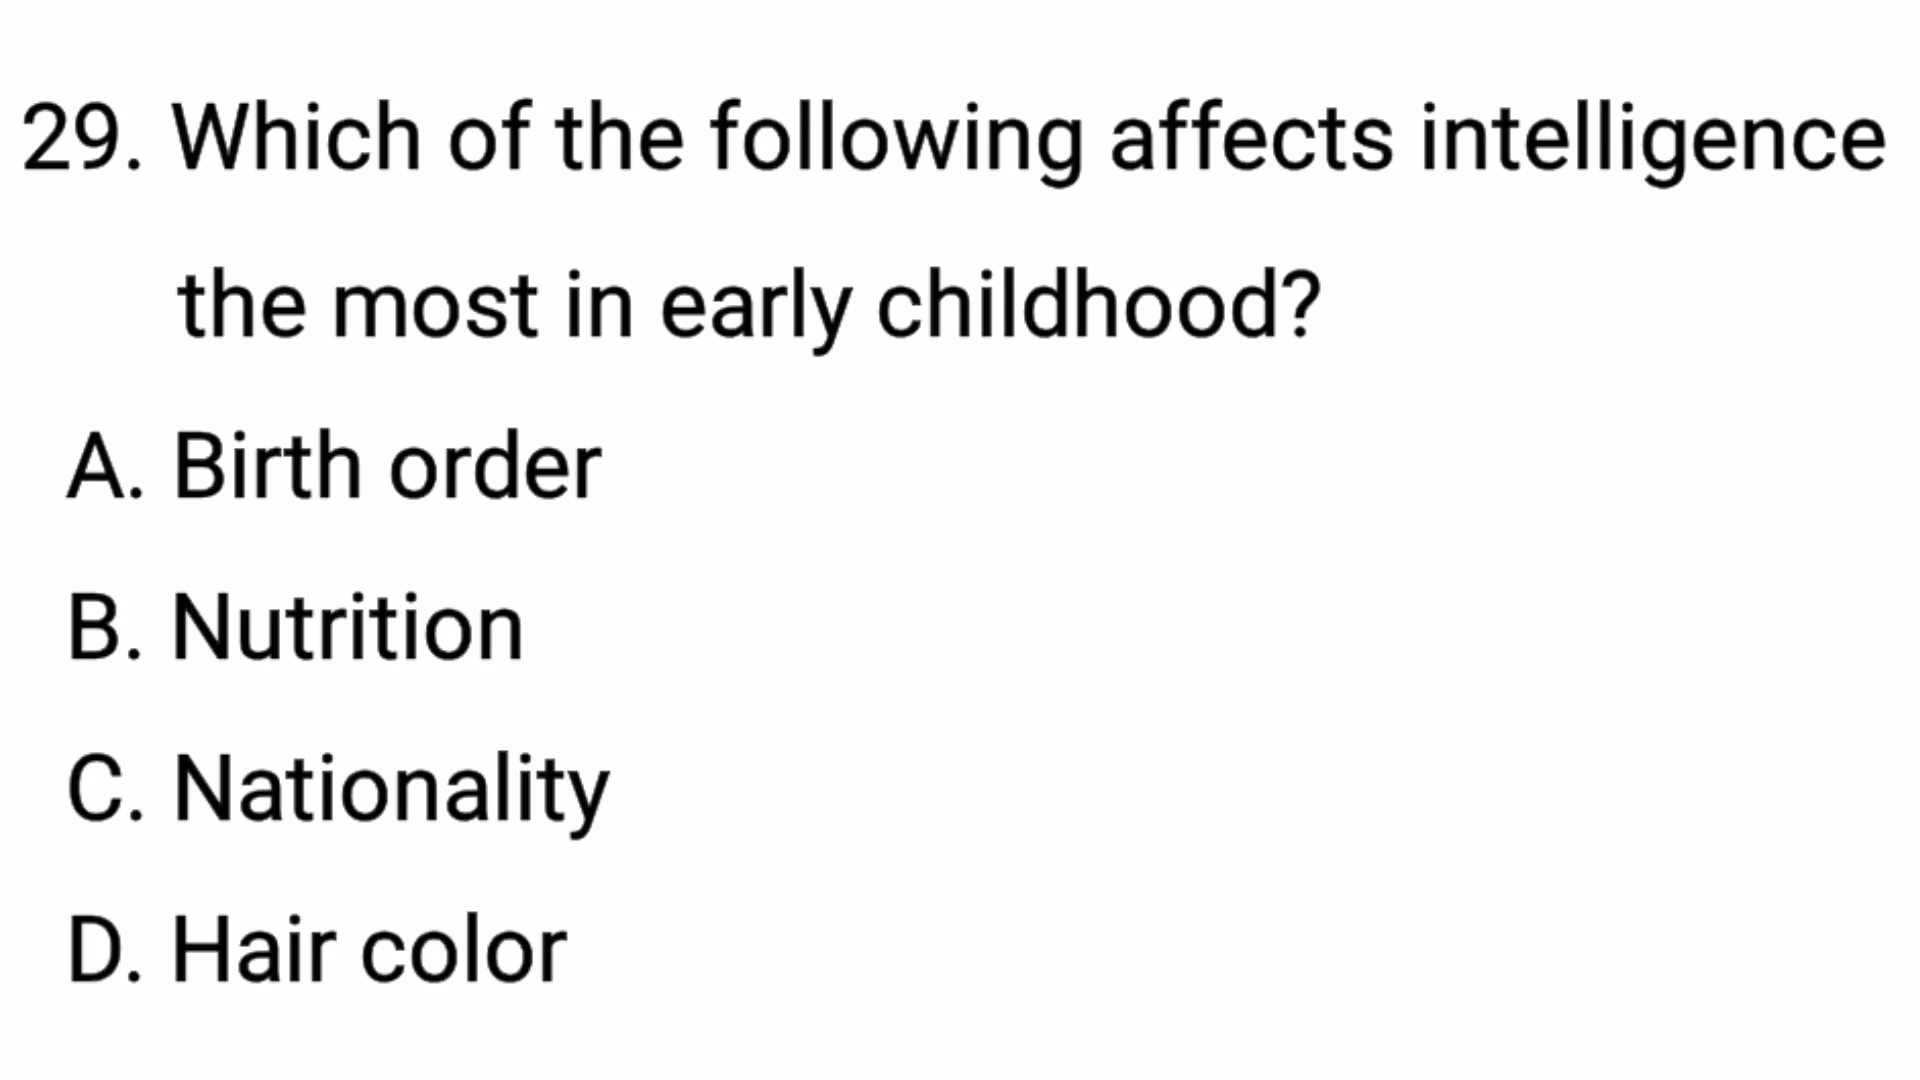 29. Which of the following affects intelligence
the most in early childhood?
A. Birth order
B. Nutrition
C. Nationality
D. Hair color